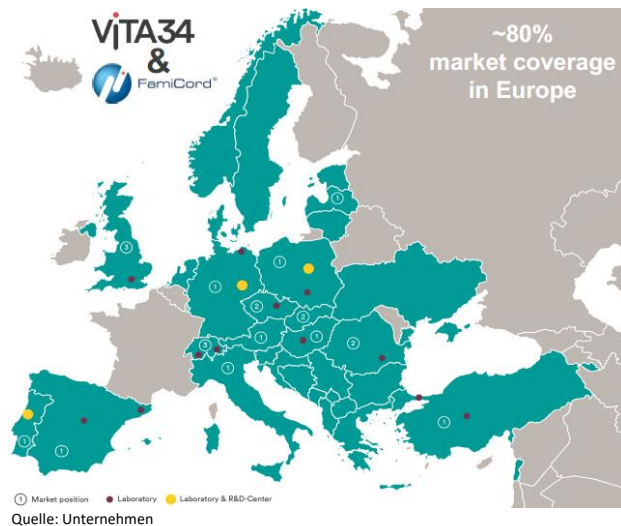 ViTA34
&
FamiCord®
~80%
market coverage
in Europe
1
3
1
1
2
2
3
1
1
2
1
1
1
1
1 Market position
Laboratory
Laboratory & R&D-Center
Quelle: Unternehmen